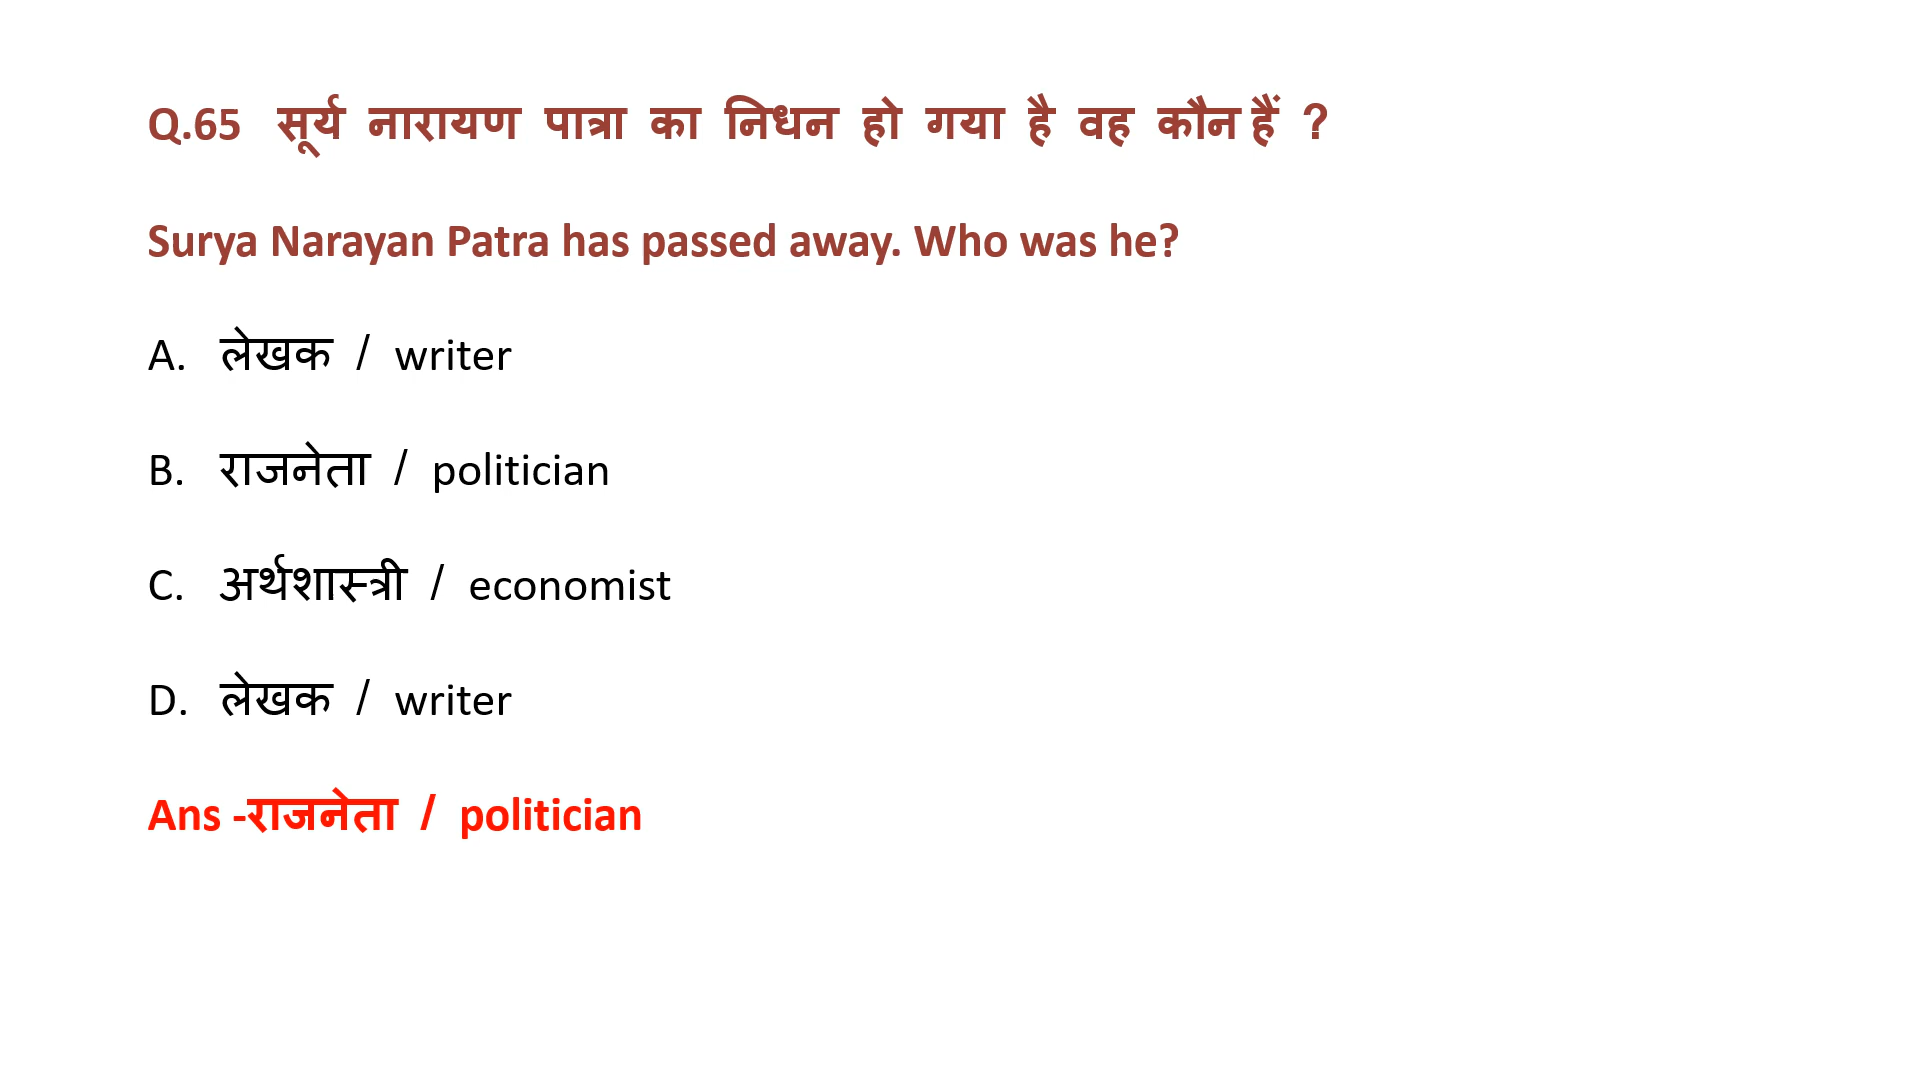 Q.65 सूर्य नारायण पात्रा का निधन हो गया है वह कौन हैं ?
Surya Narayan Patra has passed away. Who was he?
A. लेखक / writer
B. राजनेता / politician
C. अर्थशास्त्री / economist
D. लेखक / writer
Ans -राजनेता / politician